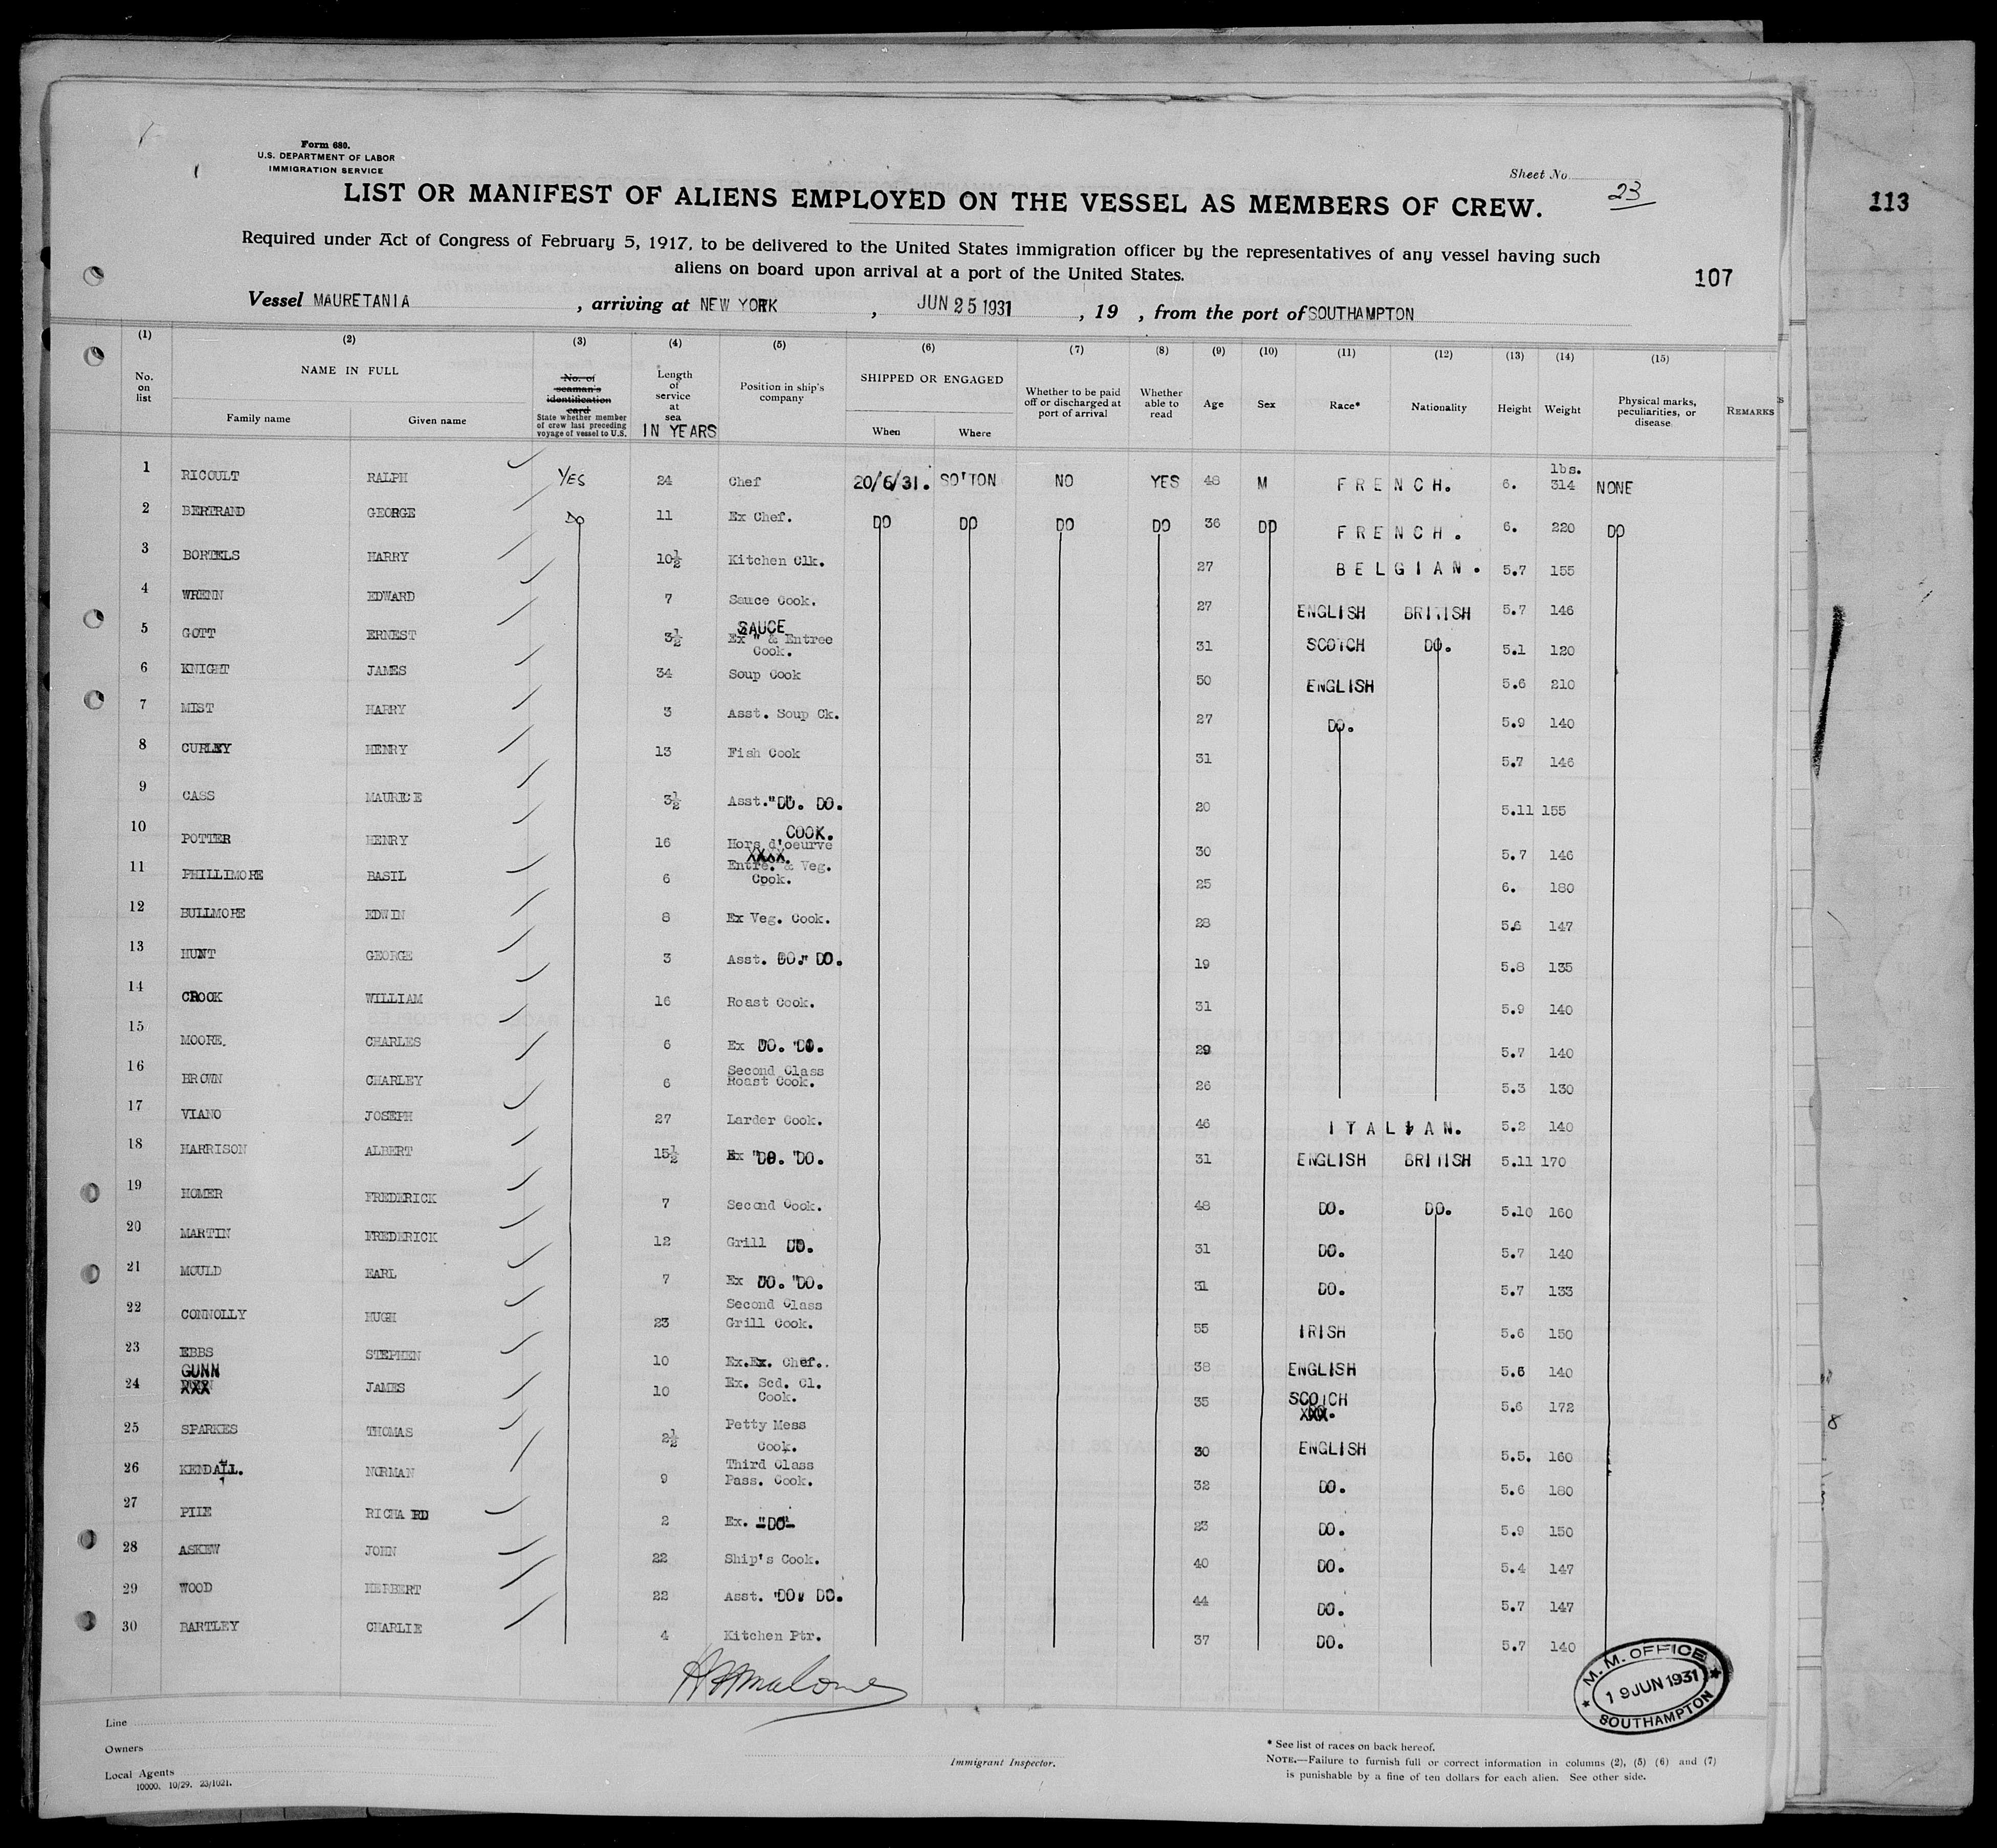 Form 680.
U.S. DEPARTMENT OF LABOR
IMMIGRATION SERVICE
Sheet No. 23
LIST OR MANIFEST OF ALIENS EMPLOYED ON THE VESSEL AS MEMBERS OF CREW.
113
Required under Act of Congress of February 5, 1917, to be delivered to the United States immigration officer by the representatives of any vessel having such
aliens on board upon arrival at a port of the United States.
107
Vessel MAURETANIA , arriving at NEW YORK , JUN 25 1931 , 19 , from the port of SOUTHAMPTON
(1) (2) (3) (4) (5) (6) (7) (8) (9) (10) (11) (12) (13) (14) (15)
No. on list NAME IN FULL Family name Given name No. of seaman's identification card State whether member of crew last preceding voyage of vessel to U.S. Length of service at sea IN YEARS Position in ship's company SHIPPED OR ENGAGED When Where Whether to be paid off or discharged at port of arrival Whether able to read Age Sex Race* Nationality Height Weight Physical marks, peculiarities, or disease REMARKS
1 RICOULT RALPH YES 24 Chef 20/6/31. SO'TON NO YES 48 M FRENCH. 6. lbs. 314 NONE
2 BERTRAND GEORGE DO 11 Ex Chef. DO DO DO DO 36 DO FRENCH. 6. 220 DO
3 BORTELS HARRY 10½ Kitchen Clk. 27 BELGIAN. 5.7 155
4 WRENN EDWARD 7 Sauce Cook. 27 ENGLISH BRITISH 5.7 146
5 GOTT ERNEST 3½ Ex " SAUCE & Entree Cook. 31 SCOTCH DO. 5.1 120
6 KNIGHT JAMES 34 Soup Cook 50 ENGLISH 5.6 210
7 MIST HARRY 3 Asst. Soup Ck. 27 DO. 5.9 140
8 CURLEY HENRY 13 Fish Cook 31 5.7 146
9 CASS MAURICE 3½ Asst. "DO. DO. 20 5.11 155
10 POTTER HENRY 16 Hors d'oeurve COOK. 30 5.7 146
11 PHILLIMORE BASIL 6 Entre. XXXX. & Veg. Cook. 25 6. 180
12 BULLMORE EDWIN 8 Ex Veg. Cook. 28 5.6 147
13 HUNT GEORGE 3 Asst. DO." DO. 19 5.8 135
14 CROOK WILLIAM 16 Roast Cook. 31 5.9 140
15 MOORE. CHARLES 6 Ex DO. "DO. 29 5.7 140
16 BROWN CHARLEY 6 Second Class Roast Cook. 26 5.3 130
17 VIANO JOSEPH 27 Larder Cook. 46 ITALIAN. 5.2 140
18 HARRISON ALBERT 15½ Ex "DO. "DO. 31 ENGLISH BRITISH 5.11 170
19 HOMER FREDERICK 7 Second Cook. 48 DO. DO. 5.10 160
20 MARTIN FREDERICK 12 Grill DO. 31 DO. 5.7 140
21 MOULD EARL 7 Ex DO. "DO. 31 DO. 5.7 133
22 CONNOLLY HUGH 23 Second Class Grill Cook. 55 IRISH 5.6 150
23 EBBS STEPHEN 10 Ex.Ex. Chef.. 38 ENGLISH 5.6 140
24 GUNN XXX JAMES 10 Ex. Scd. Cl. Cook. 35 SCOTCH XXX. 5.6 172
25 SPARKES THOMAS 2½ Petty Mess Cook. 30 ENGLISH 5.5. 160
26 KENDALL. NORMAN 9 Third Class Pass. Cook. 32 DO. 5.6 180
27 PILE RICHARD 2 Ex. "DO" 23 DO. 5.9 150
28 ASKEW JOHN 22 Ship's Cook. 40 DO. 5.4 147
29 WOOD HERBERT 22 Asst. "DO" DO. 44 DO. 5.7 147
30 BARTLEY CHARLIE 4 Kitchen Ptr. 37 DO. 5.7 140
M. M. OFFICE
19 JUN 1931
SOUTHAMPTON
Line
Owners
Local Agents
10000. 10/29. 23/1021.
Immigrant Inspector.
* See list of races on back hereof.
NOTE.—Failure to furnish full or correct information in columns (2), (5) (6) and (7)
is punishable by a fine of ten dollars for each alien. See other side.